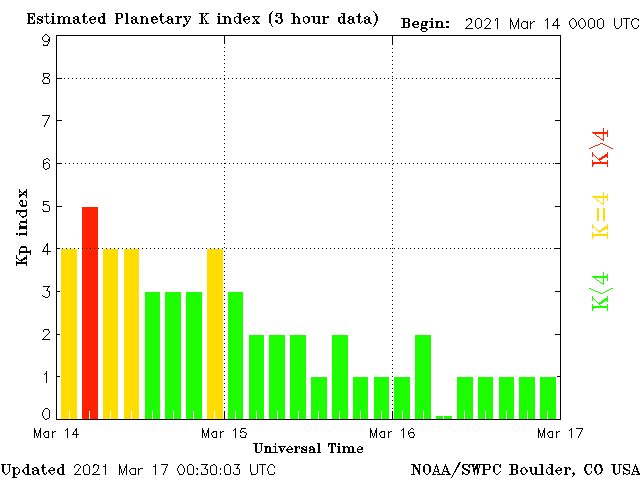 Estimated Planetary K index (3 hour data) Begin: 2021 Mar 14 0000 UTC
9
8
7
6
5
4
3
2
1
0
Kp index
K>4
K=4
K<4
Mar 14 Mar 15 Mar 16 Mar 17
Universal Time
Updated 2021 Mar 17 00:30:03 UTC NOAA/SWPC Boulder, CO USA